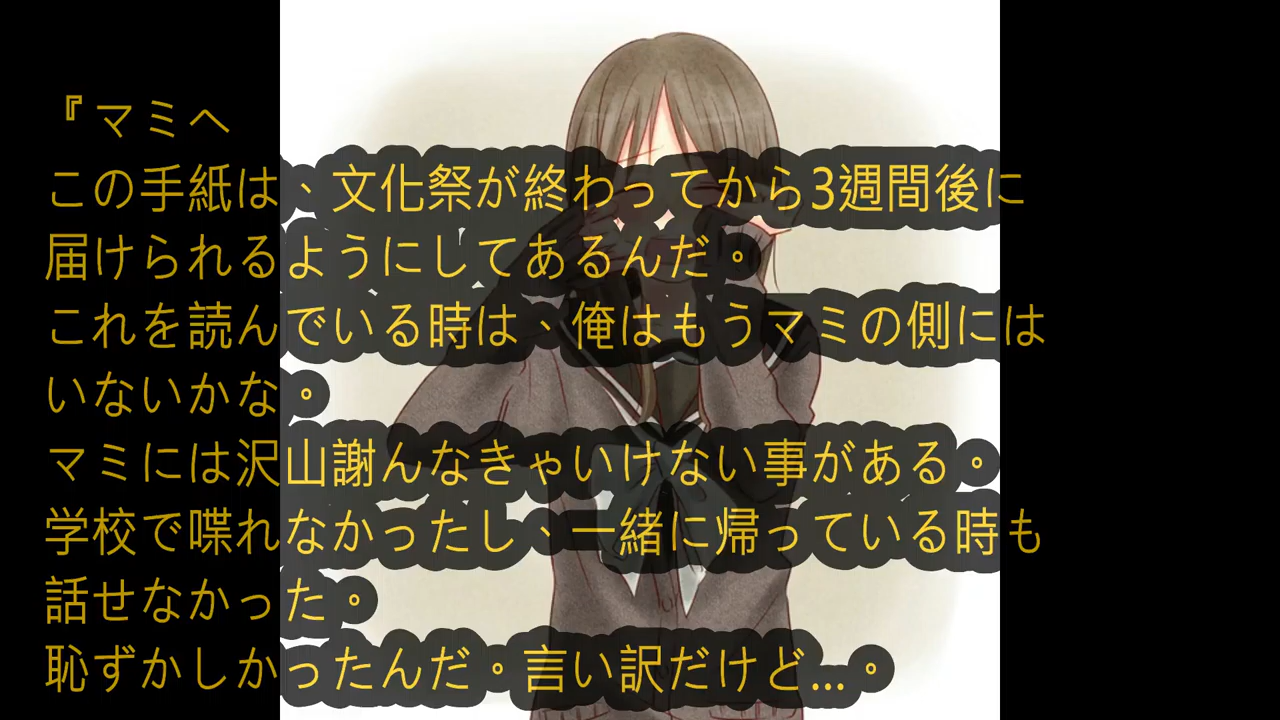 『マミへ
この手紙は、文化祭が終わってから3週間後に
届けられるようにしてあるんだ。
これを読んでいる時は、俺はもうマミの側には
いないかな。
マミには沢山謝んなきゃいけない事がある。
学校で喋れなかったし、一緒に帰っている時も
話せなかった。
恥ずかしかったんだ。言い訳だけど...。